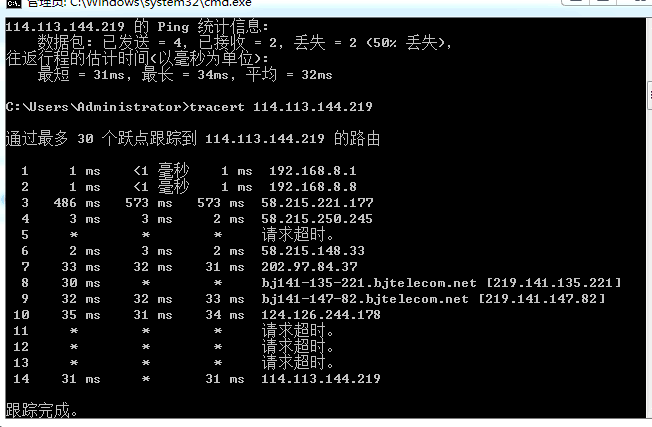 管理员: C:\Windows\system32\cmd.exe
114.113.144.219 的 Ping 统计信息:
    数据包: 已发送 = 4, 已接收 = 2, 丢失 = 2 (50% 丢失),
往返行程的估计时间(以毫秒为单位):
    最短 = 31ms, 最长 = 34ms, 平均 = 32ms
C:\Users\Administrator>tracert 114.113.144.219
通过最多 30 个跃点跟踪到 114.113.144.219 的路由
  1     1 ms    <1 毫秒    1 ms  192.168.8.1
  2     1 ms    <1 毫秒    1 ms  192.168.8.8
  3   486 ms   573 ms   573 ms  58.215.221.177
  4     3 ms     3 ms     2 ms  58.215.250.245
  5     *        *        *     请求超时。
  6     2 ms     3 ms     2 ms  58.215.148.33
  7    33 ms    32 ms    31 ms  202.97.84.37
  8    30 ms     *        *     bj141-135-221.bjtelecom.net [219.141.135.221]
  9    32 ms    32 ms    33 ms  bj141-147-82.bjtelecom.net [219.141.147.82]
 10    35 ms    31 ms    34 ms  124.126.244.178
 11     *        *        *     请求超时。
 12     *        *        *     请求超时。
 13     *        *        *     请求超时。
 14    31 ms     *       31 ms  114.113.144.219
跟踪完成。